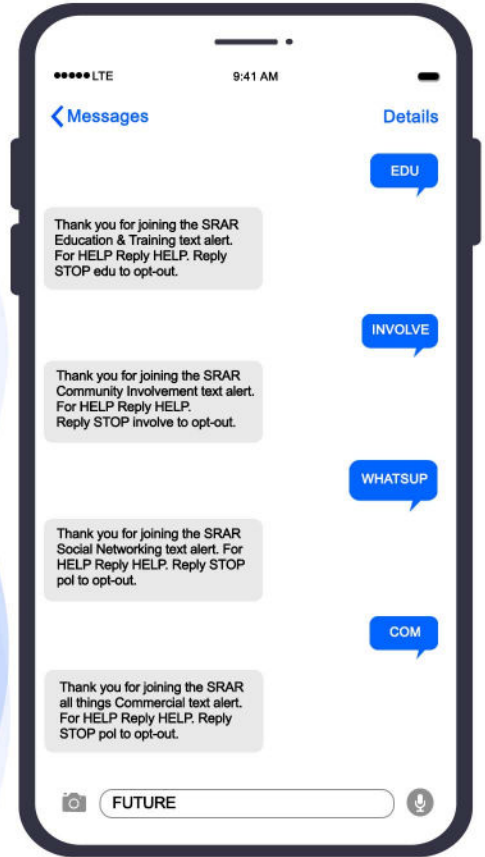 LTE 9:41 AM
Messages Details
EDU
Thank you for joining the SRAR
Education & Training text alert.
For HELP Reply HELP. Reply
STOP edu to opt-out.
INVOLVE
Thank you for joining the SRAR
Community Involvement text alert.
For HELP Reply HELP.
Reply STOP involve to opt-out.
WHATSUP
Thank you for joining the SRAR
Social Networking text alert. For
HELP Reply HELP. Reply STOP
pol to opt-out.
COM
Thank you for joining the SRAR
all things Commercial text alert.
For HELP Reply HELP. Reply
STOP pol to opt-out.
FUTURE